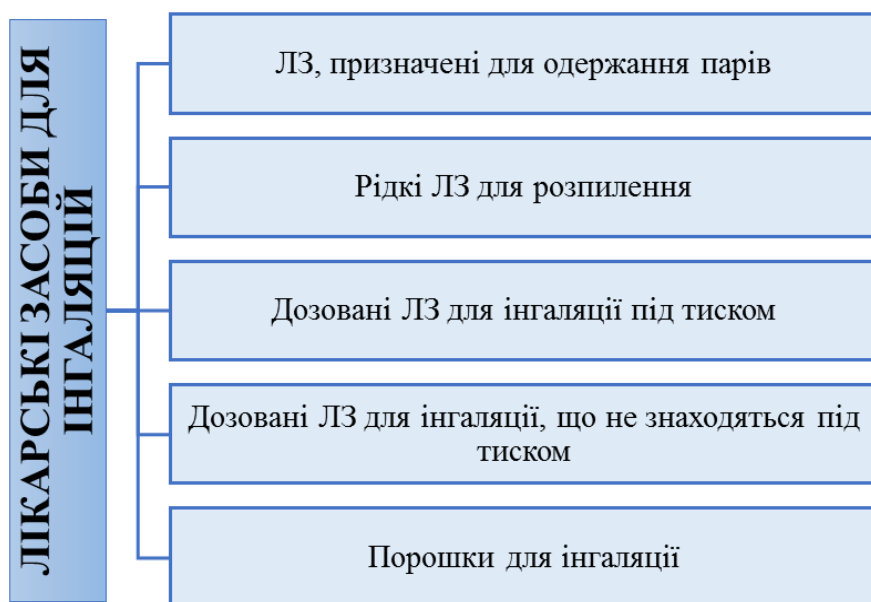 ЛІКАРСЬКІ ЗАСОБИ ДЛЯ
ІНГАЛЯЦІЙ
ЛЗ, призначені для одержання парів
Рідкі ЛЗ для розпилення
Дозовані ЛЗ для інгаляції під тиском
Дозовані ЛЗ для інгаляції, що не знаходяться під
тиском
Порошки для інгаляції